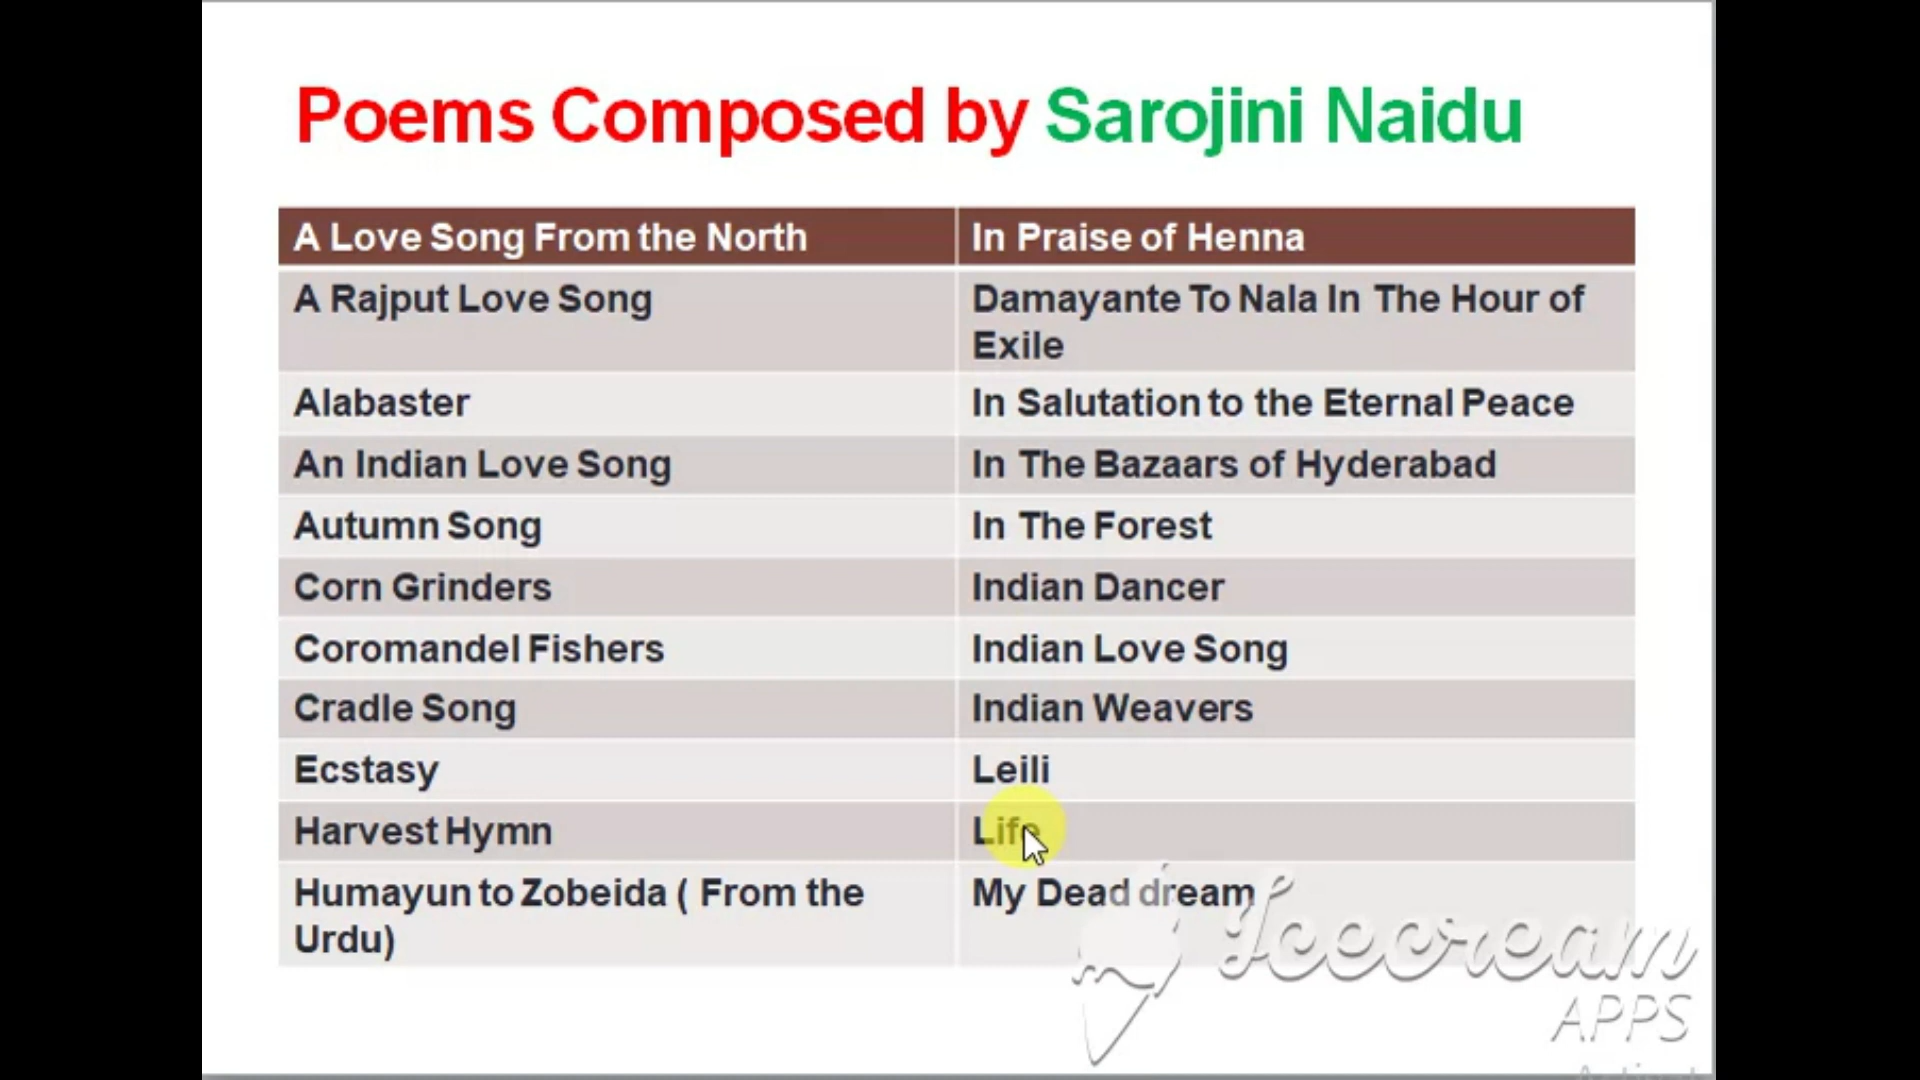 Poems Composed by Sarojini Naidu
A Love Song From the North
In Praise of Henna
A Rajput Love Song
Damayante To Nala In The Hour of
Exile
Alabaster
In Salutation to the Eternal Peace
An Indian Love Song
In The Bazaars of Hyderabad
Autumn Song
In The Forest
Corn Grinders
Indian Dancer
Coromandel Fishers
Indian Love Song
Cradle Song
Indian Weavers
Ecstasy
Leili
Harvest Hymn
Life
Humayun to Zobeida ( From the
Urdu)
My Dead dream
Icecream
APPS